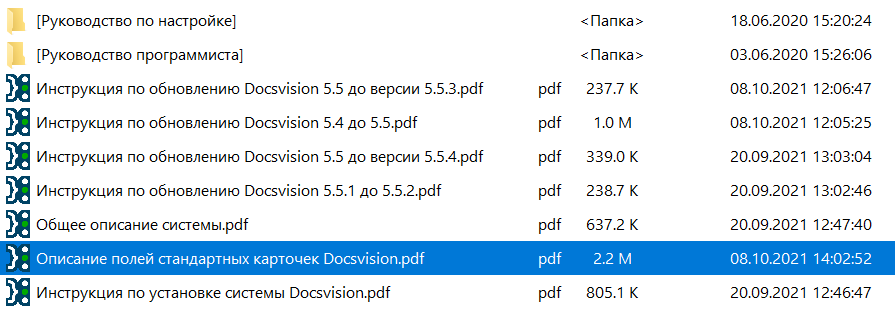 [Руководство по настройке] <Папка> 18.06.2020 15:20:24
[Руководство программиста] <Папка> 03.06.2020 15:26:06
Инструкция по обновлению Docsvision 5.5 до версии 5.5.3.pdf pdf 237.7 K 08.10.2021 12:06:47
Инструкция по обновлению Docsvision 5.4 до 5.5.pdf pdf 1.0 M 08.10.2021 12:05:25
Инструкция по обновлению Docsvision 5.5 до версии 5.5.4.pdf pdf 339.0 K 20.09.2021 13:03:04
Инструкция по обновлению Docsvision 5.5.1 до 5.5.2.pdf pdf 238.7 K 20.09.2021 13:02:46
Общее описание системы.pdf pdf 637.2 K 20.09.2021 12:47:40
Описание полей стандартных карточек Docsvision.pdf pdf 2.2 M 08.10.2021 14:02:52
Инструкция по установке системы Docsvision.pdf pdf 805.1 K 20.09.2021 12:46:47